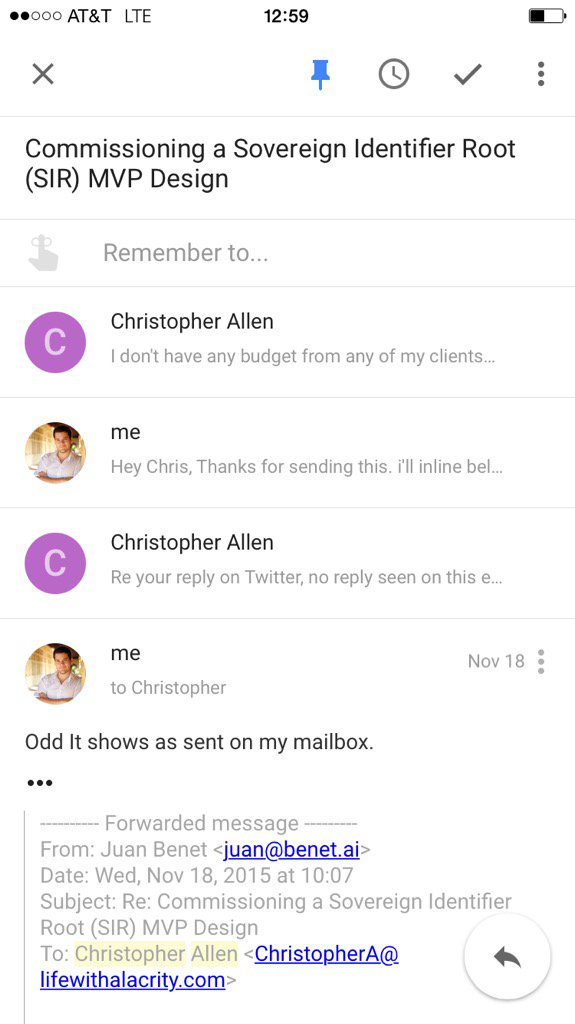 AT&T LTE 12:59
Commissioning a Sovereign Identifier Root
(SIR) MVP Design
Remember to...
C
Christopher Allen
I don't have any budget from any of my clients...
me
Hey Chris, Thanks for sending this. i'll inline bel...
C
Christopher Allen
Re your reply on Twitter, no reply seen on this e...
me
Nov 18
to Christopher
Odd It shows as sent on my mailbox.
•••
---------- Forwarded message ---------
From: Juan Benet <juan@benet.ai>
Date: Wed, Nov 18, 2015 at 10:07
Subject: Re: Commissioning a Sovereign Identifier
Root (SIR) MVP Design
To: Christopher Allen <ChristopherA@
lifewithalacrity.com>